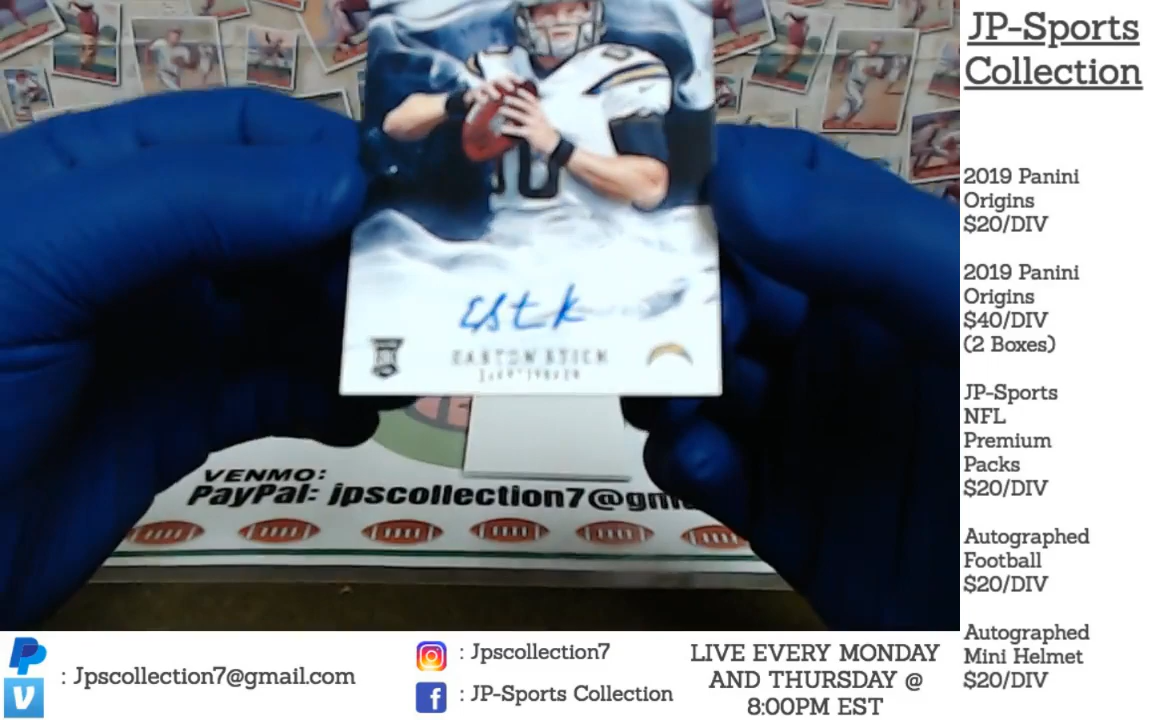 JP-Sports
Collection
2019 Panini
Origins
$20/DIV
2019 Panini
Origins
$40/DIV
(2 Boxes)
JP-Sports
NFL
Premium
Packs
$20/DIV
Autographed
Football
$20/DIV
Autographed
Mini Helmet
$20/DIV
EASTON STICK
VENMO:
PayPal: jpscollection7@gm
: Jpscollection7@gmail.com
: Jpscollection7
: JP-Sports Collection
LIVE EVERY MONDAY
AND THURSDAY @
8:00PM EST